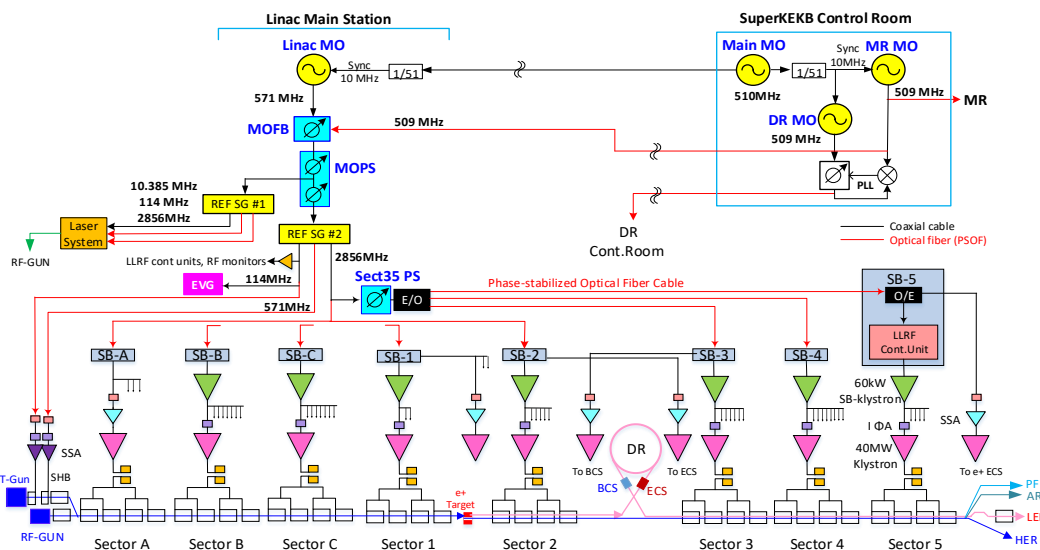 Linac Main Station
SuperKEKB Control Room
Linac MO
Main MO
Sync
10MHz
MR MO
Sync
10 MHz
1/51
1/51
510MHz
509 MHz
MR
571 MHz
DR MO
509 MHz
MOFB
509 MHz
MOPS
PLL
10.385 MHz
114 MHz
2856MHz
REF SG #1
Laser
System
RF-GUN
REF SG #2
DR
Cont.Room
Coaxial cable
Optical fiber (PSOF)
LLRF cont units, RF monitors
2856MHz
EVG
114MHz
Sect35 PS
E/O
Phase-stabilized Optical Fiber Cable
SB-5
O/E
571MHz
LLRF
Cont.Unit
SB-A
SB-B
SB-C
SB-1
SB-2
SB-3
SB-4
60kW
SB-klystron
SSA
I ΦA
SSA
40MW
Klystron
DR
To BCS
To ECS
To e+ ECS
SHB
BCS
ECS
T-Gun
e+
Target
RF-GUN
PF
AR
LER
HER
Sector A
Sector B
Sector C
Sector 1
Sector 2
Sector 3
Sector 4
Sector 5